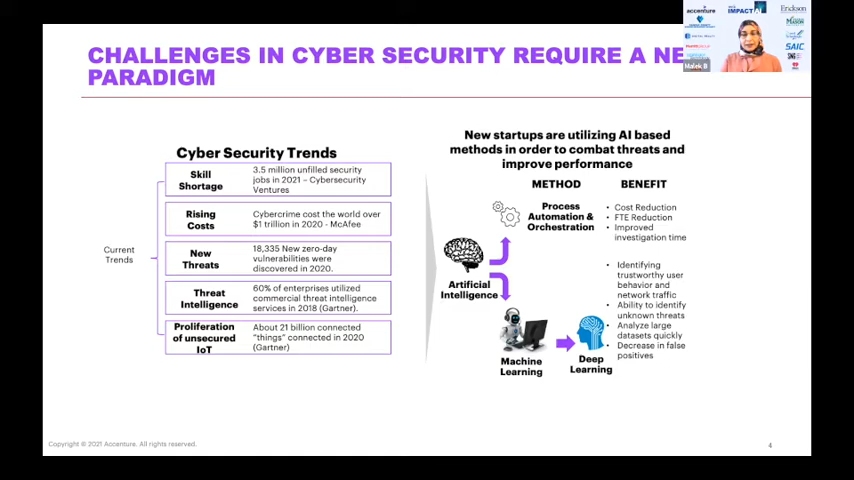 CHALLENGES IN CYBER SECURITY REQUIRE A NE
PARADIGM
accenture
IMPACT AI
Erickson
MASON
SAIC
Malek B
Cyber Security Trends
Current
Trends
Skill
Shortage
3.5 million unfilled security
jobs in 2021 – Cybersecurity
Ventures
Rising
Costs
Cybercrime cost the world over
$1 trillion in 2020 - McAfee
New
Threats
18,335 New zero-day
vulnerabilities were
discovered in 2020.
Threat
Intelligence
60% of enterprises utilized
commercial threat intelligence
services in 2018 (Gartner).
Proliferation
of unsecured
IoT
About 21 billion connected
"things" connected in 2020
(Gartner)
New startups are utilizing AI based
methods in order to combat threats and
improve performance
METHOD
BENEFIT
Process
Automation &
Orchestration
• Cost Reduction
• FTE Reduction
• Improved
investigation time
Artificial
Intelligence
Machine
Learning
Deep
Learning
• Identifying
trustworthy user
behavior and
network traffic
• Ability to identify
unknown threats
• Analyze large
datasets quickly
• Decrease in false
positives
Copyright © 2021 Accenture. All rights reserved.
4